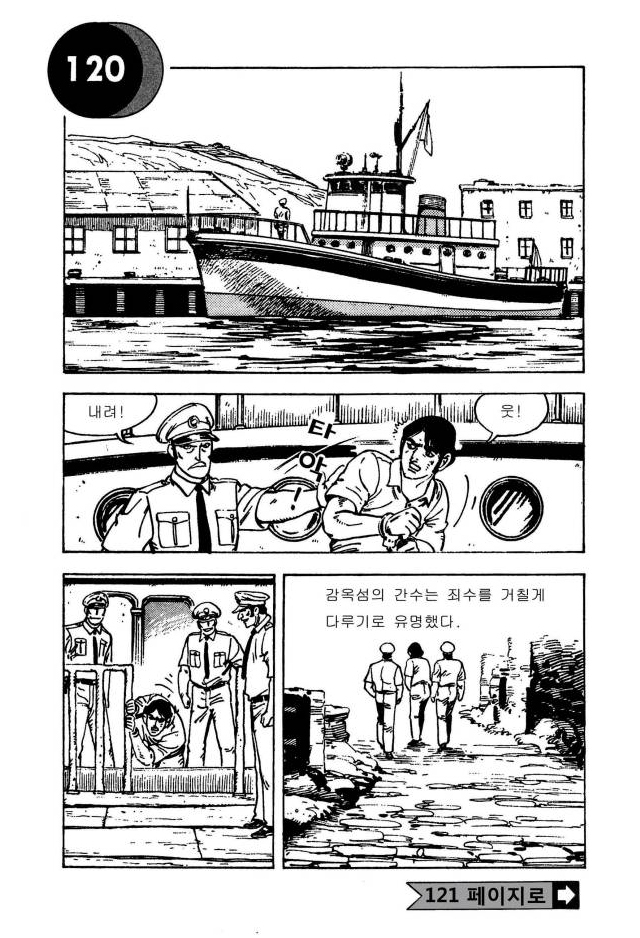 120
내려!
타
악
!
웃!
감옥섬의 간수는 죄수를 거칠게
다루기로 유명했다.
121 페이지로